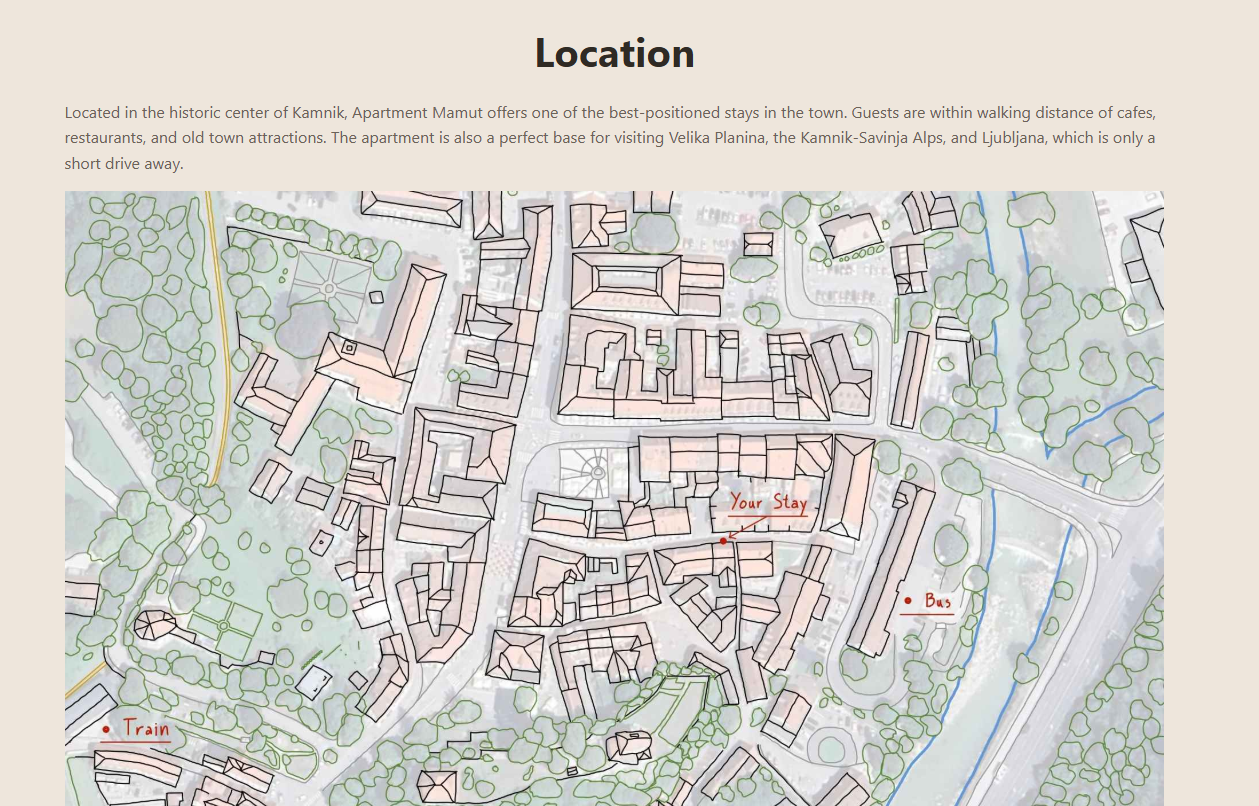 Location
Located in the historic center of Kamnik, Apartment Mamut offers one of the best-positioned stays in the town. Guests are within walking distance of cafes,
restaurants, and old town attractions. The apartment is also a perfect base for visiting Velika Planina, the Kamnik-Savinja Alps, and Ljubljana, which is only a
short drive away.
Your Stay
Bus
Train